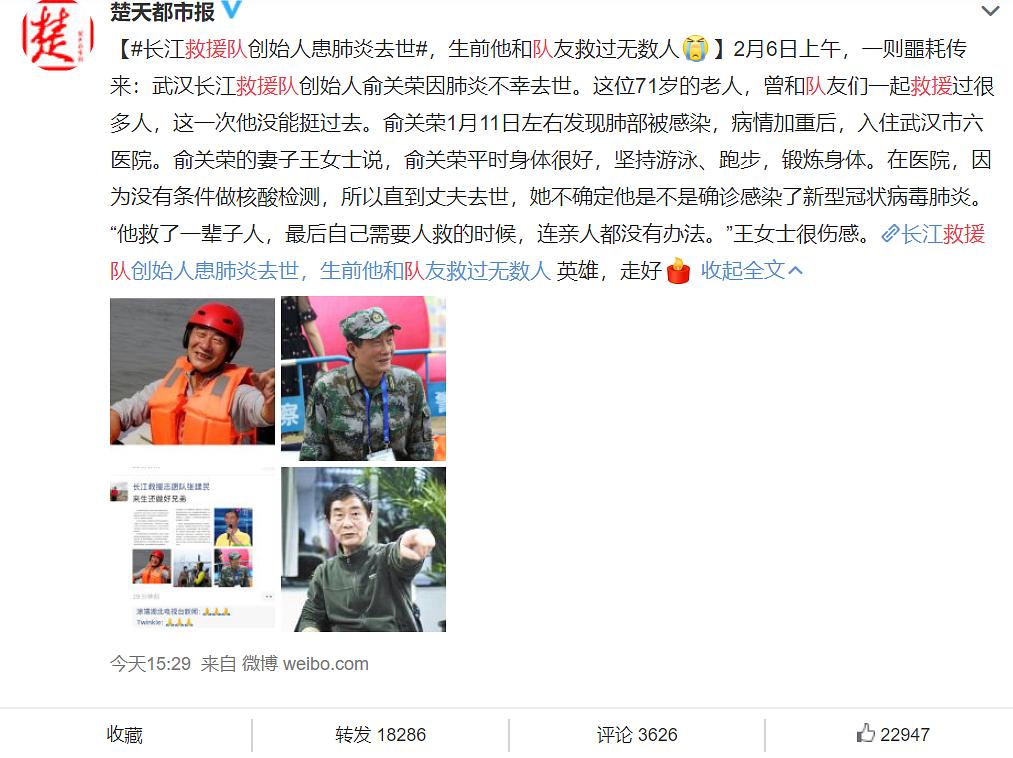 楚
楚天都市报
【#长江救援队创始人患肺炎去世#，生前他和队友救过无数人😭】2月6日上午，一则噩耗传
来：武汉长江救援队创始人俞关荣因肺炎不幸去世。这位71岁的老人，曾和队友们一起救援过很
多人，这一次他没能挺过去。俞关荣1月11日左右发现肺部被感染，病情加重后，入住武汉市六
医院。俞关荣的妻子王女士说，俞关荣平时身体很好，坚持游泳、跑步，锻炼身体。在医院，因
为没有条件做核酸检测，所以直到丈夫去世，她不确定他是不是确诊感染了新型冠状病毒肺炎。
“他救了一辈子人，最后自己需要人救的时候，连亲人都没有办法。”王女士很伤感。长江救援
队创始人患肺炎去世，生前他和队友救过无数人 英雄，走好 收起全文
察
警
长江救援志愿队张建民
来生还做好兄弟
Twinkle:
今天15:29 来自 微博 weibo.com
收藏
转发 18286
评论 3626
22947